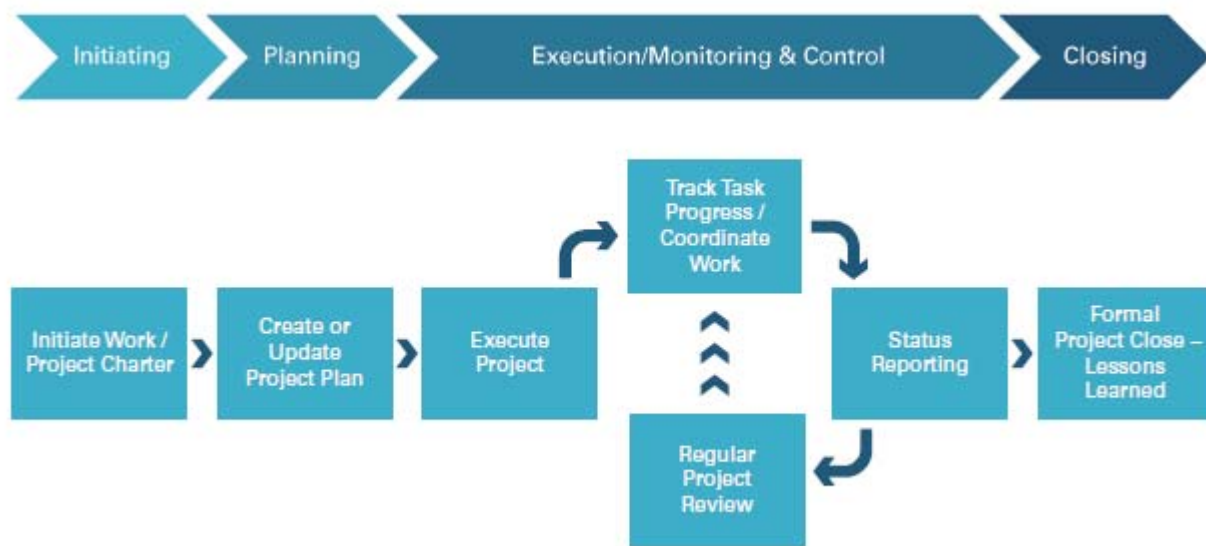 Initiating
Planning
Execution/Monitoring & Control
Closing
Track Task
Progress /
Coordinate
Work
Initiate Work /
Project Charter
Create or
Update
Project Plan
Execute
Project
Status
Reporting
Formal
Project Close –
Lessons
Learned
Regular
Project
Review